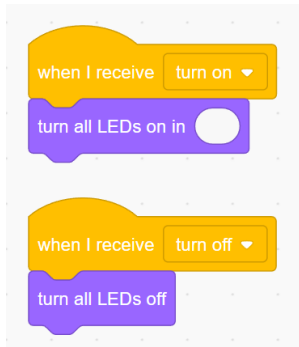 when I receive turn on
turn all LEDs on in
when I receive turn off
turn all LEDs off